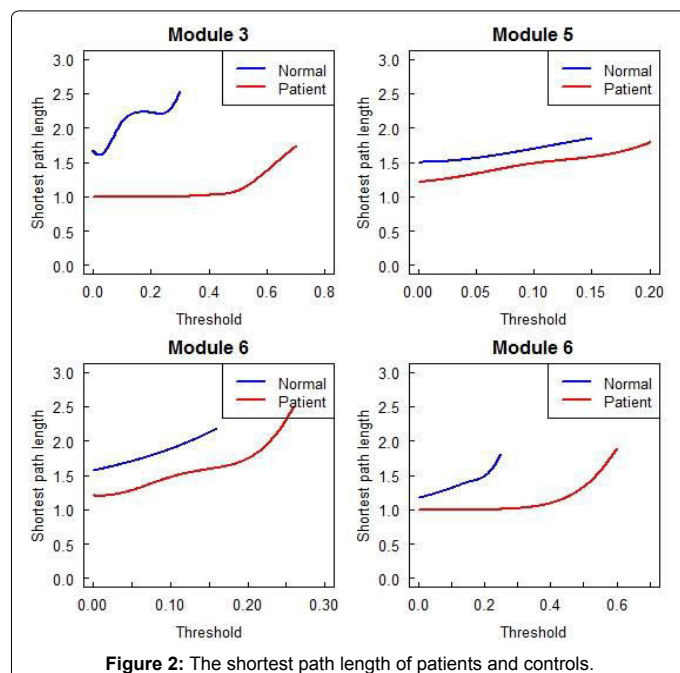 Module 3
3.0
2.5
2.0
1.5
1.0
0.5
0.0
Shortest path length
Normal
Patient
0.0 0.2 0.4 0.6 0.8
Threshold
Module 5
3.0
2.5
2.0
1.5
1.0
0.5
0.0
Shortest path length
Normal
Patient
0.00 0.05 0.10 0.15 0.20
Threshold
Module 6
3.0
2.5
2.0
1.5
1.0
0.5
0.0
Shortest path length
Normal
Patient
0.00 0.10 0.20 0.30
Threshold
Module 6
3.0
2.5
2.0
1.5
1.0
0.5
0.0
Shortest path length
Normal
Patient
0.0 0.2 0.4 0.6
Threshold
Figure 2: The shortest path length of patients and controls.